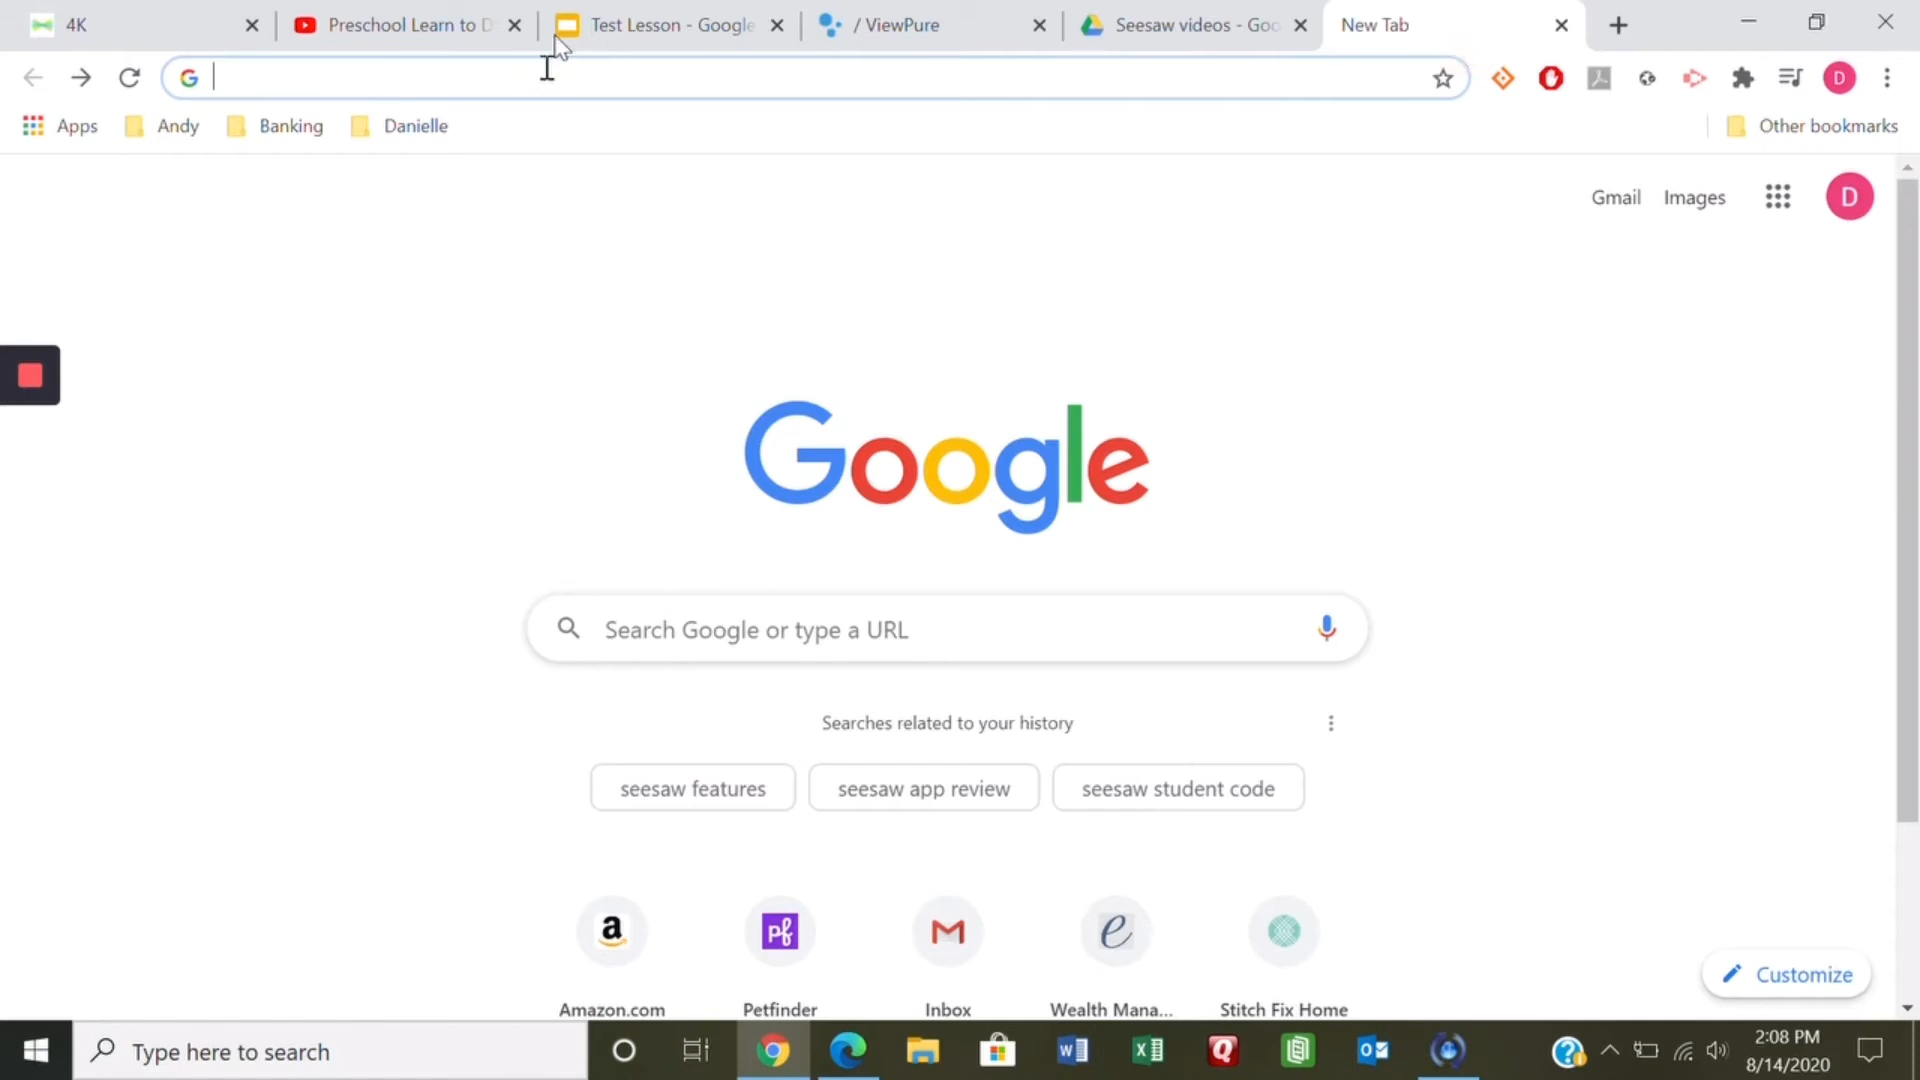 4K
Preschool Learn to D
Test Lesson - Google
/ ViewPure
Seesaw videos - Goo
New Tab
G
D
Apps
Andy
Banking
Danielle
Other bookmarks
Gmail
Images
D
Google
Search Google or type a URL
Searches related to your history
seesaw features
seesaw app review
seesaw student code
a
pf
M
e
Amazon.com
Petfinder
Inbox
Wealth Mana...
Stitch Fix Home
Customize
Type here to search
2:08 PM
8/14/2020